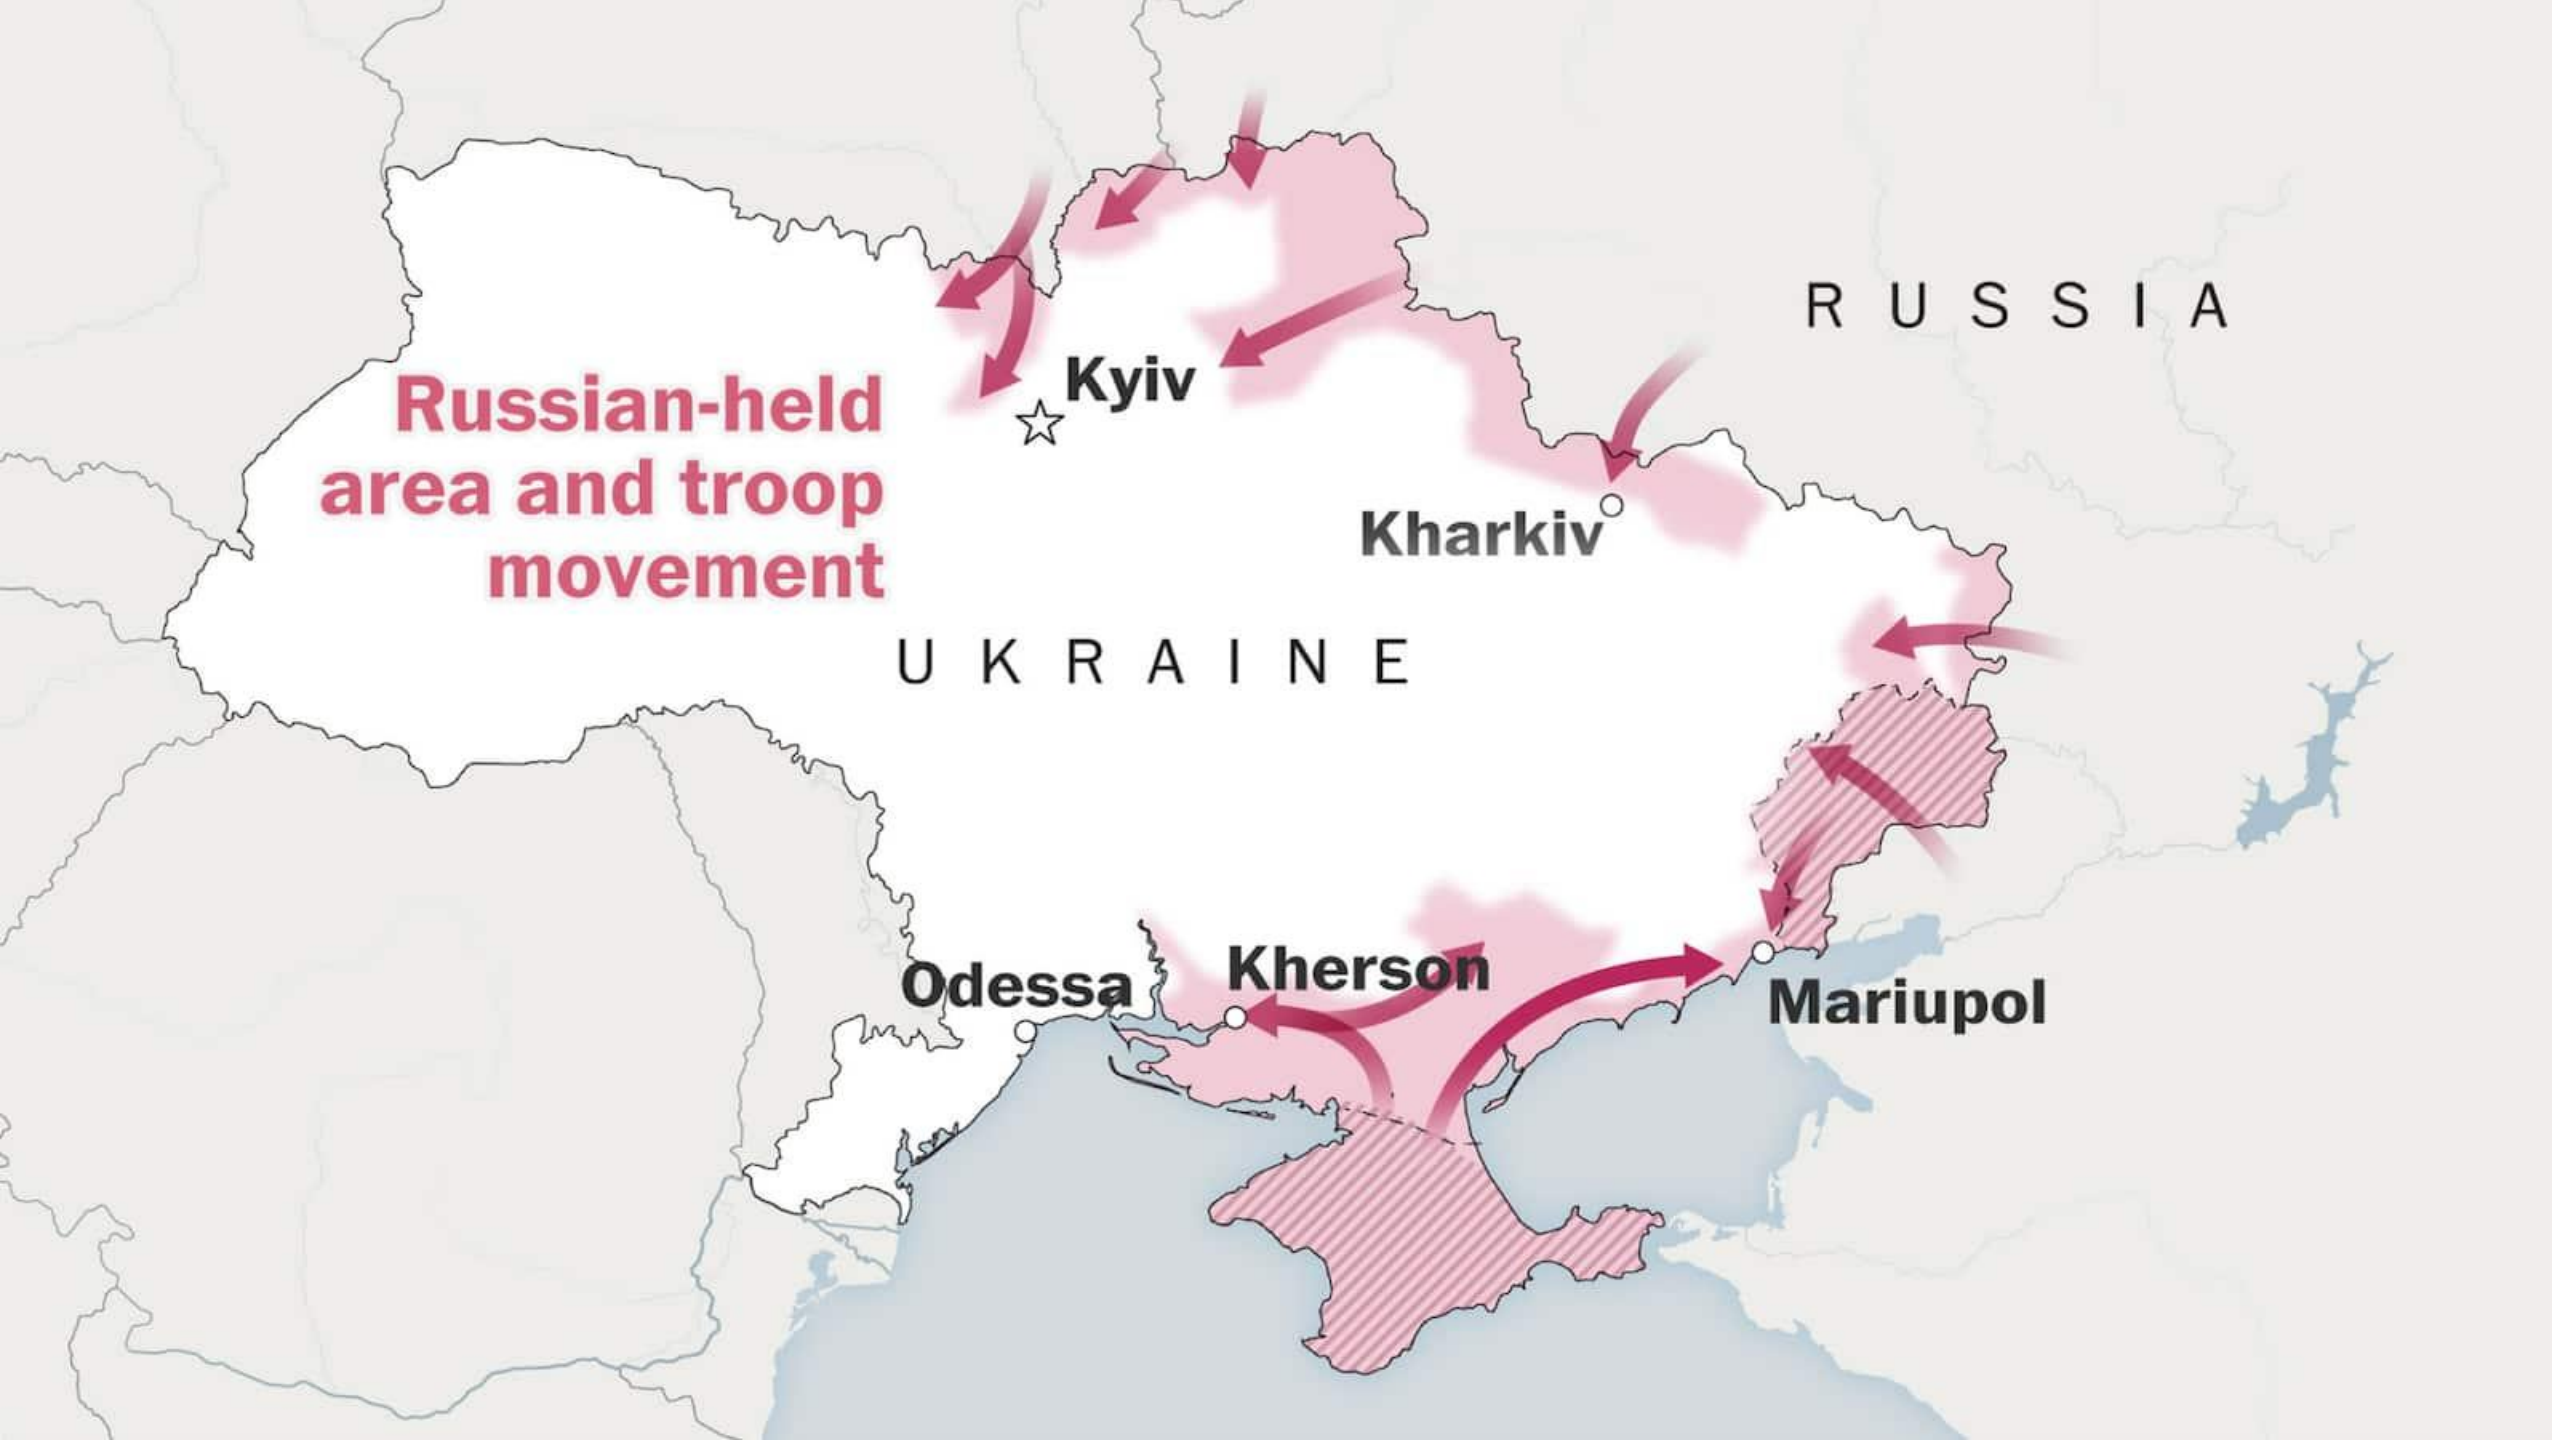 RUSSIA
Kyiv
Russian-held
area and troop
movement
Kharkiv
UKRAINE
Kherson
Odessa
Mariupol